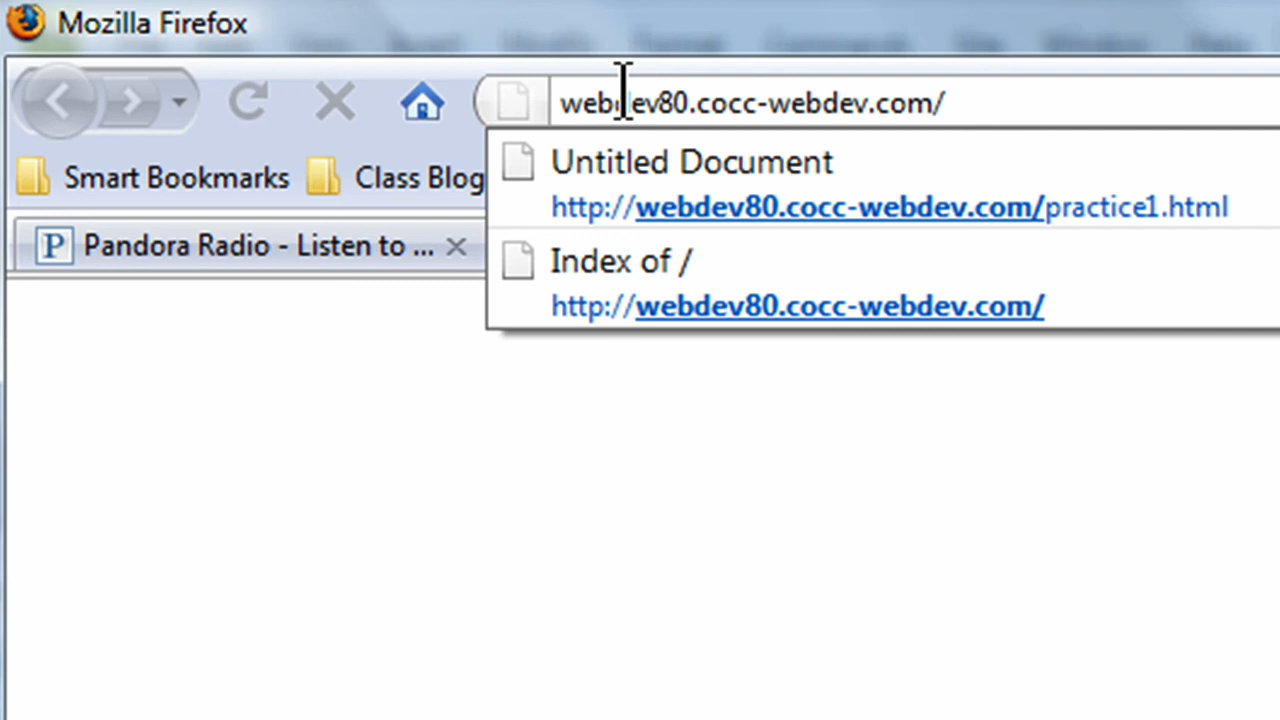 Mozilla Firefox
webdev80.cocc-webdev.com/
Untitled Document
Smart Bookmarks Class Blog
http://webdev80.cocc-webdev.com/practice1.html
P Pandora Radio - Listen to ...
Index of /
http://webdev80.cocc-webdev.com/